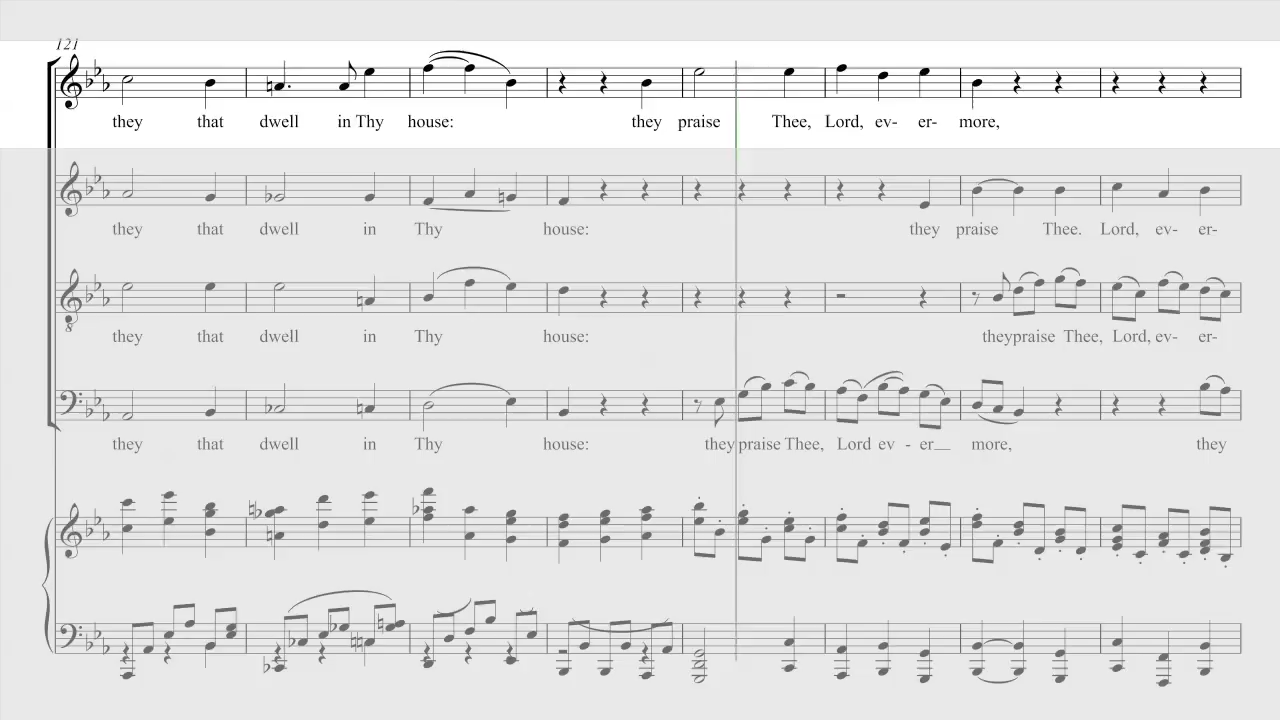 121
they that dwell in Thy house: they praise Thee, Lord, ev- er- more,
they that dwell in Thy house: they praise Thee. Lord, ev- er-
8
they that dwell in Thy house: theypraise Thee, Lord, ev- er-
they that dwell in Thy house: they praise Thee, Lord ev - er__ more, they